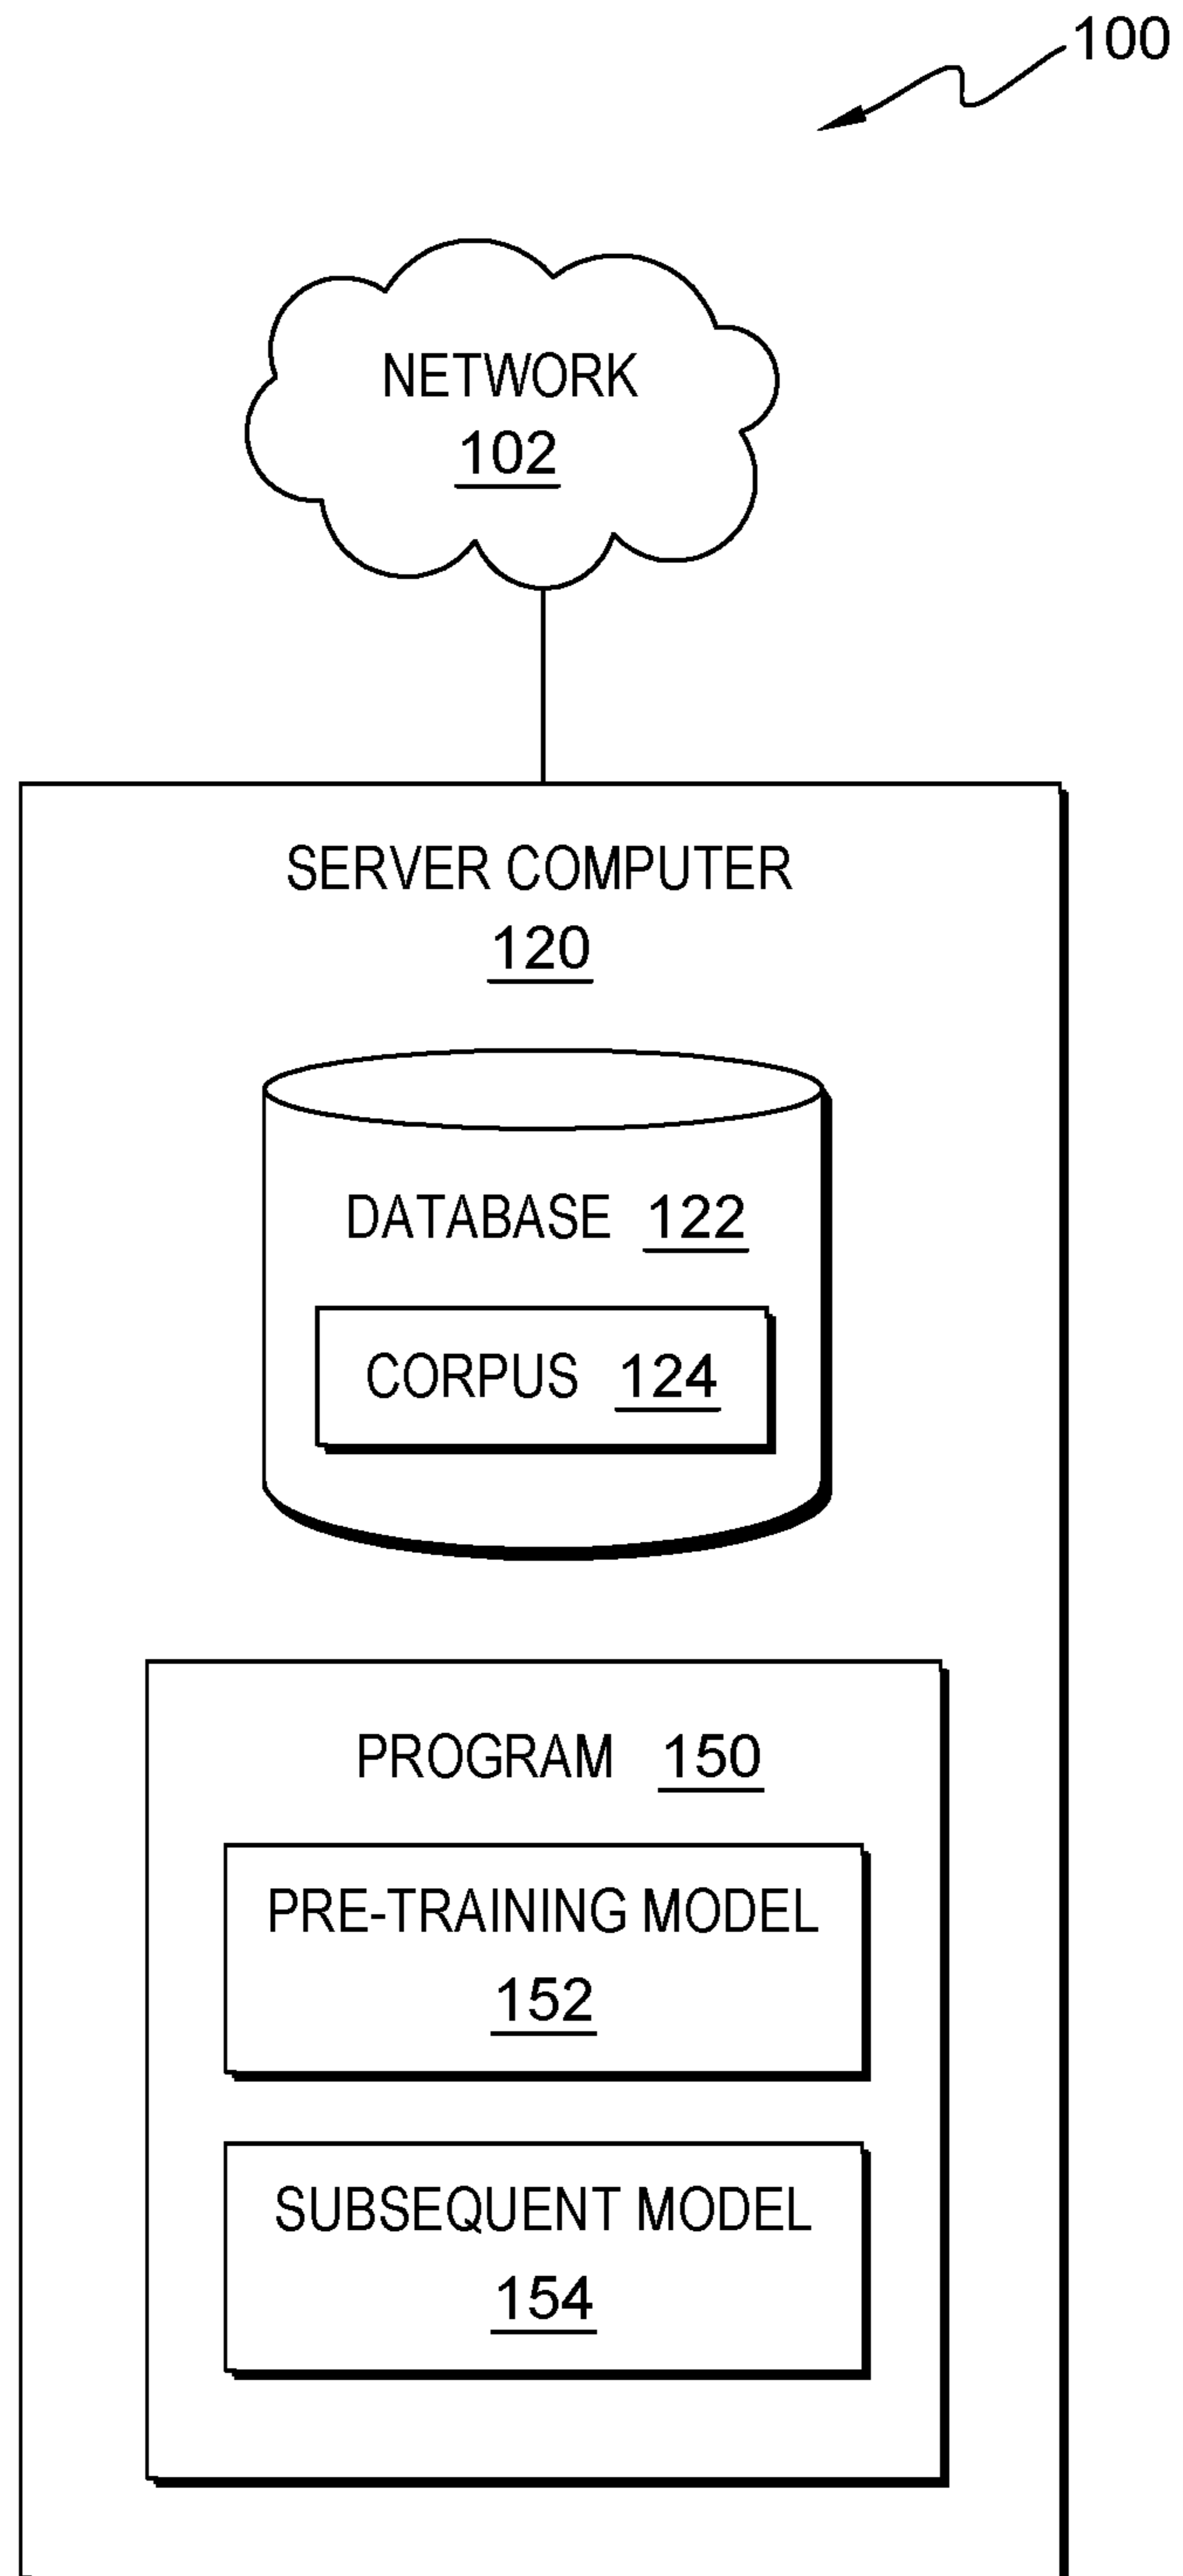 100
NETWORK
102
SERVER COMPUTER
120
DATABASE 122
CORPUS 124
PROGRAM 150
PRE-TRAINING MODEL
152
SUBSEQUENT MODEL
154